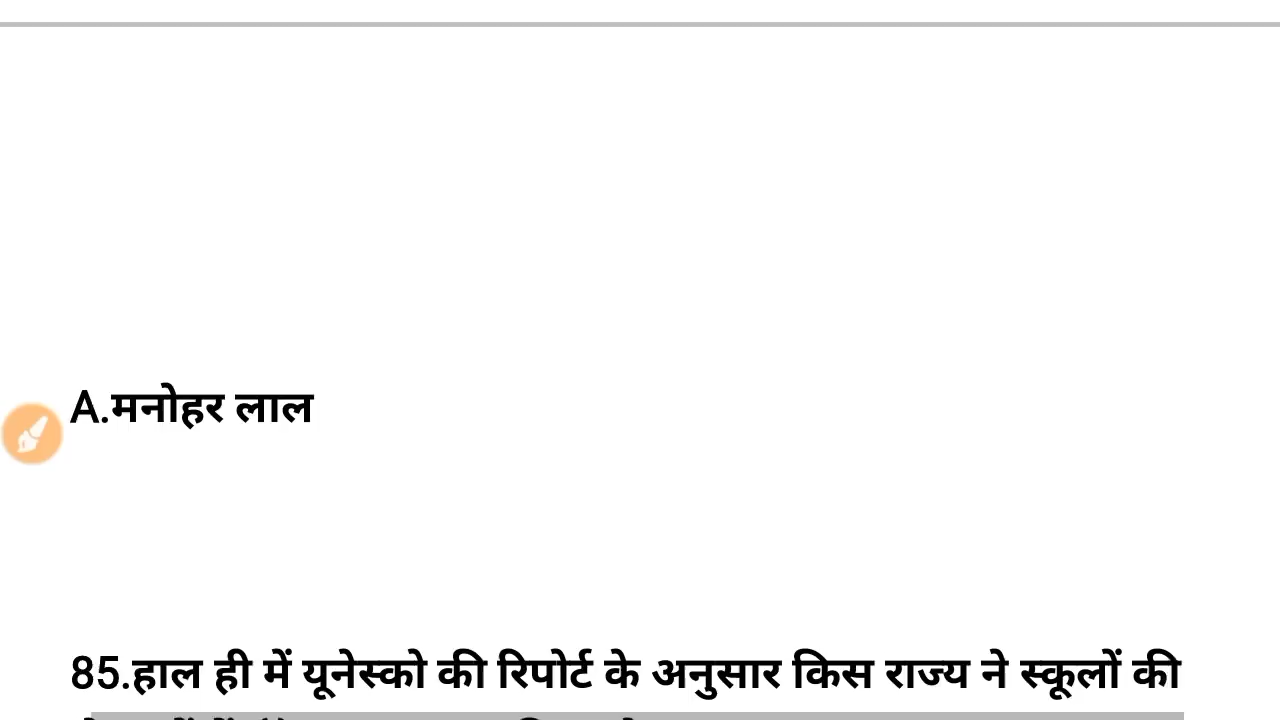 A.मनोहर लाल
85.हाल ही में यूनेस्को की रिपोर्ट के अनुसार किस राज्य ने स्कूलों की